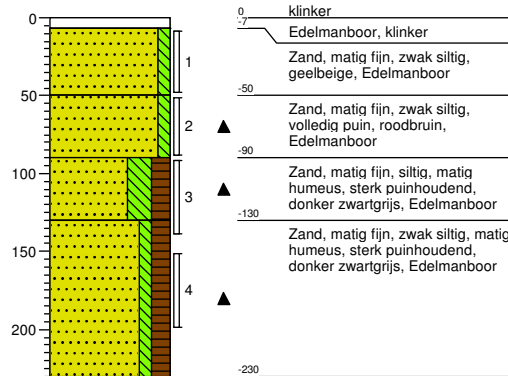 0
50
100
150
200
1
2
3
4
0
klinker
-7
Edelmanboor, klinker
Zand, matig fijn, zwak siltig,
geelbeige, Edelmanboor
-50
Zand, matig fijn, zwak siltig,
volledig puin, roodbruin,
Edelmanboor
-90
Zand, matig fijn, siltig, matig
humeus, sterk puinhoudend,
donker zwartgrijs, Edelmanboor
-130
Zand, matig fijn, zwak siltig, matig
humeus, sterk puinhoudend,
donker zwartgrijs, Edelmanboor
-230